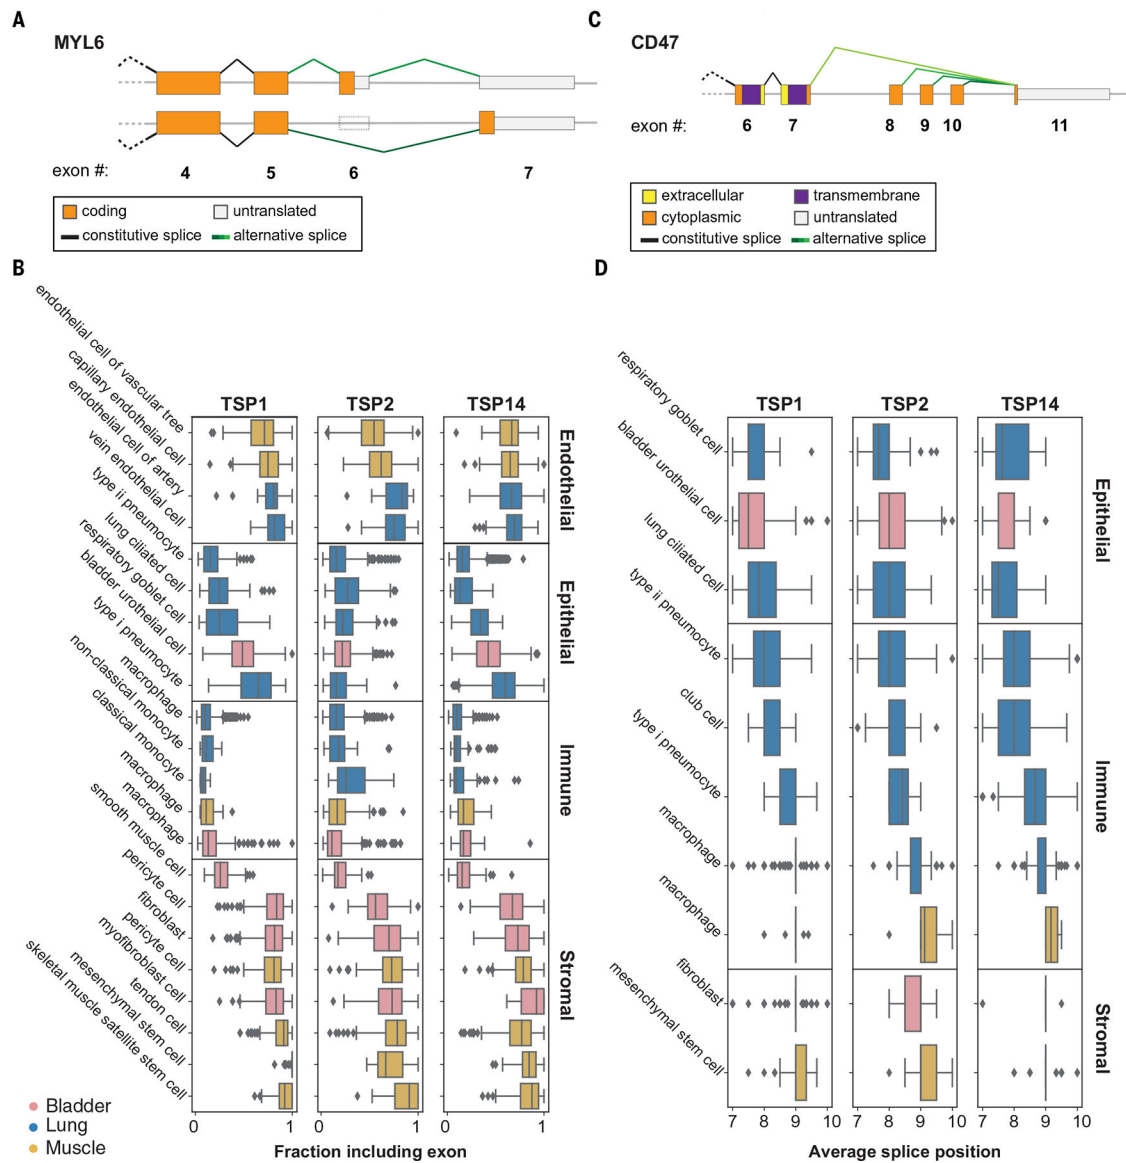 A
MYL6
exon #:
4
5
6
7
coding
untranslated
constitutive splice
alternative splice
C
CD47
exon #:
6
7
8
9
10
11
extracellular
transmembrane
cytoplasmic
untranslated
constitutive splice
alternative splice
B
endothelial cell of vascular tree
capillary endothelial cell
endothelial cell of artery
vein endothelial cell
type ii pneumocyte
lung ciliated cell
respiratory goblet cell
bladder urothelial cell
type i pneumocyte
macrophage
non-classical monocyte
classical monocyte
macrophage
macrophage
smooth muscle cell
pericyte cell
fibroblast
pericyte cell
myofibroblast cell
tendon cell
mesenchymal stem cell
skeletal muscle satellite stem cell
TSP1
TSP2
TSP14
Endothelial
Epithelial
Immune
Stromal
0
1
0
1
0
1
Fraction including exon
Bladder
Lung
Muscle
D
respiratory goblet cell
bladder urothelial cell
lung ciliated cell
type ii pneumocyte
club cell
type i pneumocyte
macrophage
macrophage
fibroblast
mesenchymal stem cell
TSP1
TSP2
TSP14
Epithelial
Immune
Stromal
7 8 9 10
7 8 9 10
7 8 9 10
Average splice position